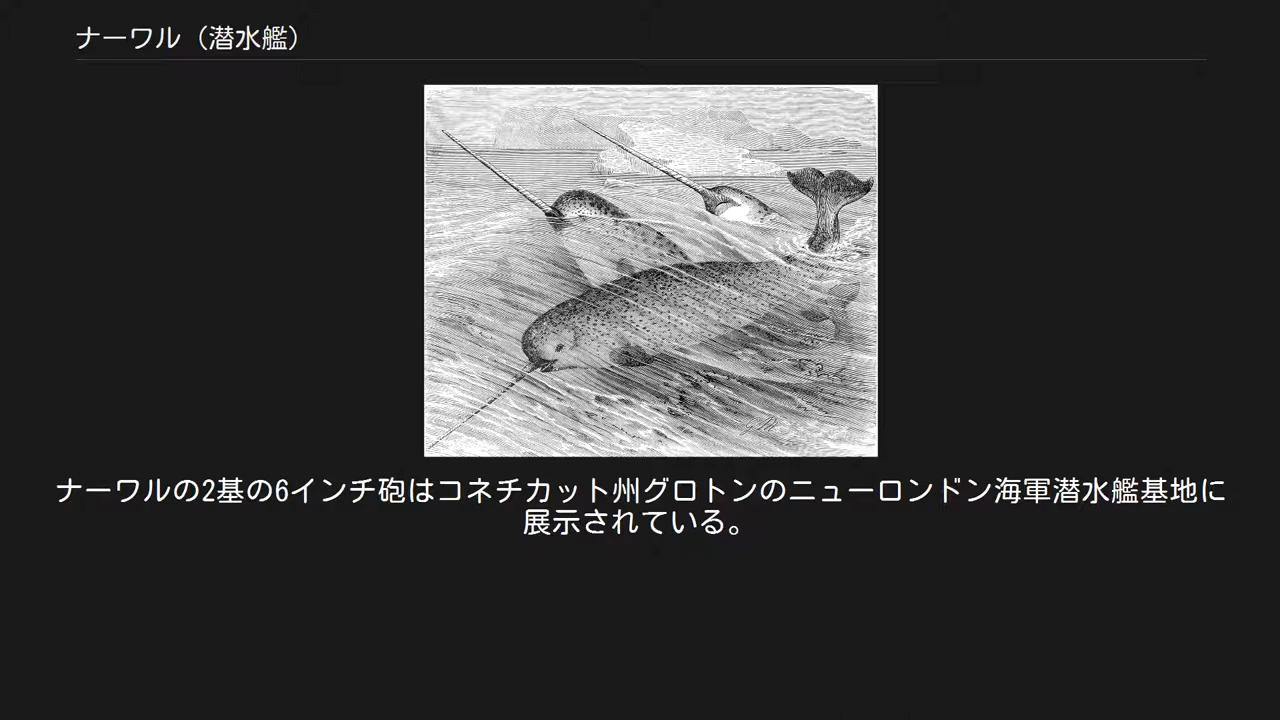 ナーワル（潜水艦）
ナーワルの2基の6インチ砲はコネチカット州グロトンのニューロンドン海軍潜水艦基地に
展示されている。